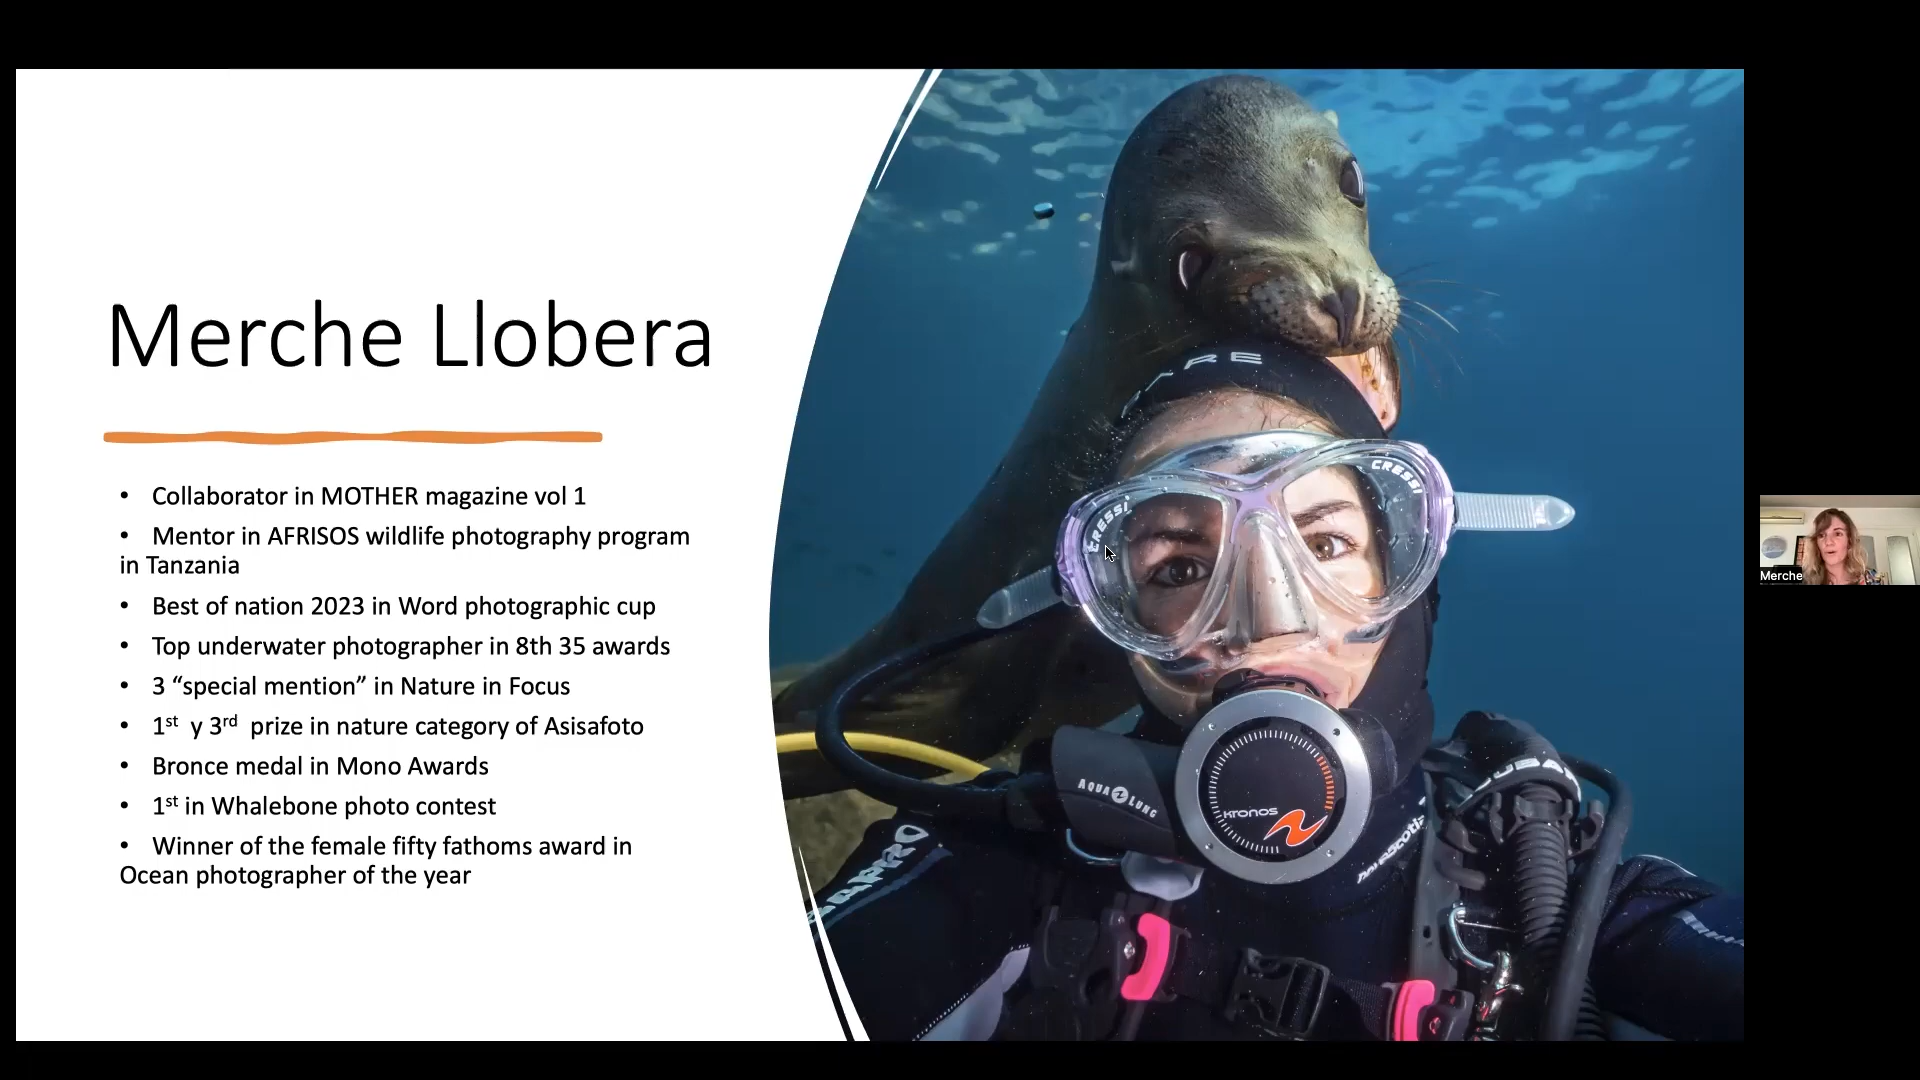 Merche Llobera
• Collaborator in MOTHER magazine vol 1
• Mentor in AFRISOS wildlife photography program
in Tanzania
• Best of nation 2023 in Word photographic cup
• Top underwater photographer in 8th 35 awards
• 3 “special mention” in Nature in Focus
• 1st y 3rd prize in nature category of Asisafoto
• Bronce medal in Mono Awards
• 1st in Whalebone photo contest
• Winner of the female fifty fathoms award in
Ocean photographer of the year
CRESSI
CRESSI
AQUA LUNG
KRONOS
Merche